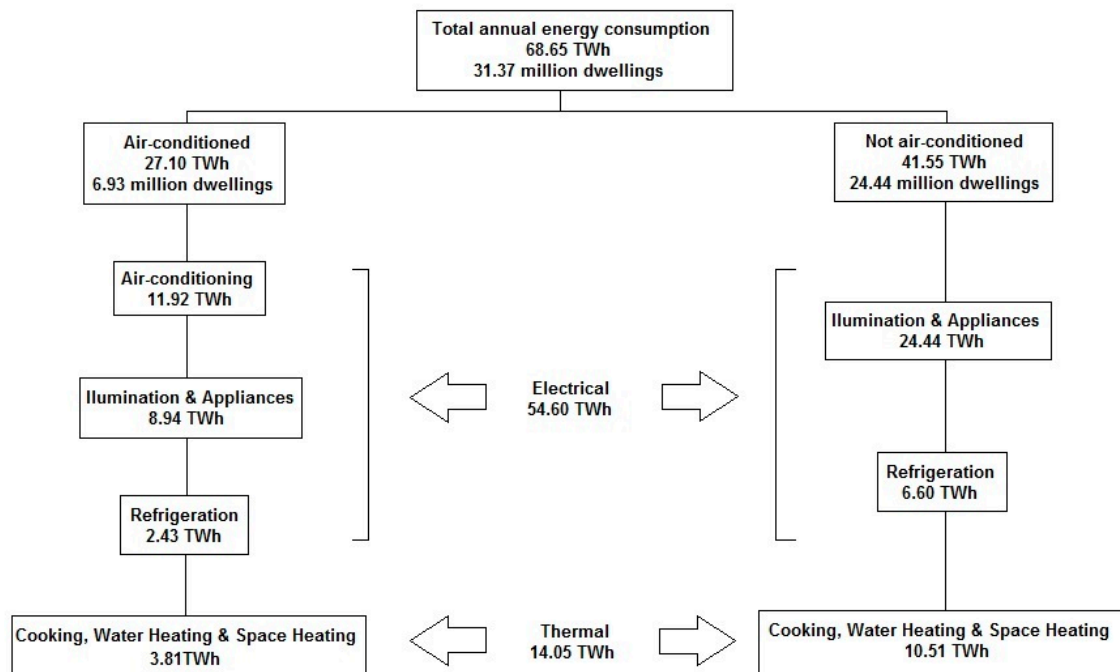 Total annual energy consumption
68.65 TWh
31.37 million dwellings
Air-conditioned
27.10 TWh
6.93 million dwellings
Not air-conditioned
41.55 TWh
24.44 million dwellings
Air-conditioning
11.92 TWh
Ilumination & Appliances
24.44 TWh
Ilumination & Appliances
8.94 TWh
Electrical
54.60 TWh
Refrigeration
6.60 TWh
Refrigeration
2.43 TWh
Cooking, Water Heating & Space Heating
3.81TWh
Thermal
14.05 TWh
Cooking, Water Heating & Space Heating
10.51 TWh